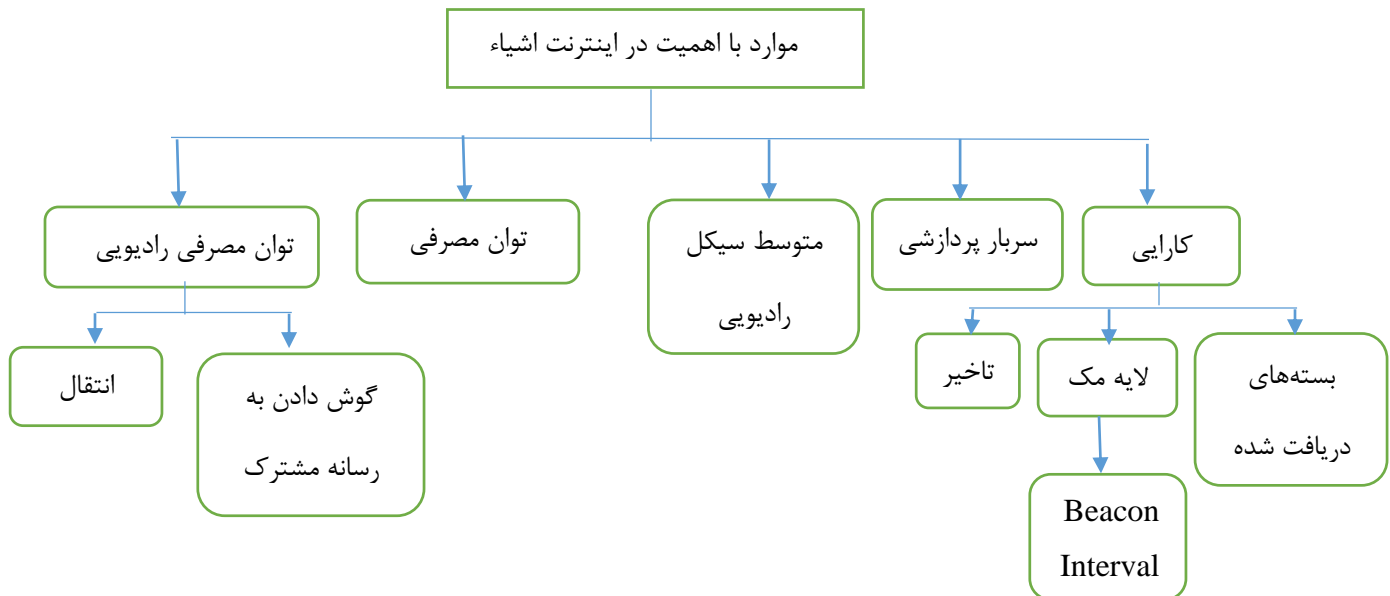 موارد با اهمیت در اینترنت اشیاء
کارایی
سربار پردازشی
متوسط سیکل
رادیویی
توان مصرفی
توان مصرفی رادیویی
بسته‌های
دریافت شده
لایه مک
تاخیر
گوش دادن به
رسانه مشترک
انتقال
Beacon
Interval